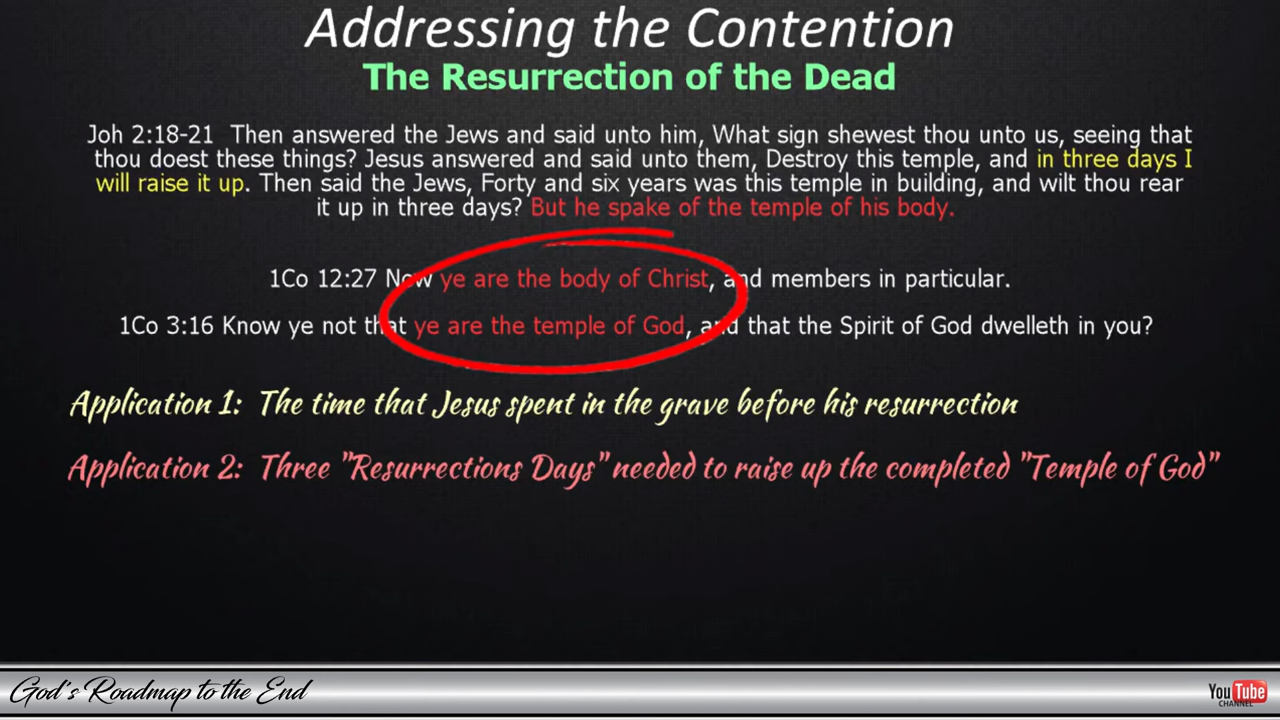 Addressing the Contention
The Resurrection of the Dead
Joh 2:18-21 Then answered the Jews and said unto him, What sign shewest thou unto us, seeing that
thou doest these things? Jesus answered and said unto them, Destroy this temple, and in three days I
will raise it up. Then said the Jews, Forty and six years was this temple in building, and wilt thou rear
it up in three days? But he spake of the temple of his body.
1Co 12:27 Now ye are the body of Christ, and members in particular.
1Co 3:16 Know ye not that ye are the temple of God, and that the Spirit of God dwelleth in you?
Application 1: The time that Jesus spent in the grave before his resurrection
Application 2: Three "Resurrections Days" needed to raise up the completed "Temple of God"
God's Roadmap to the End
YouTube
CHANNEL